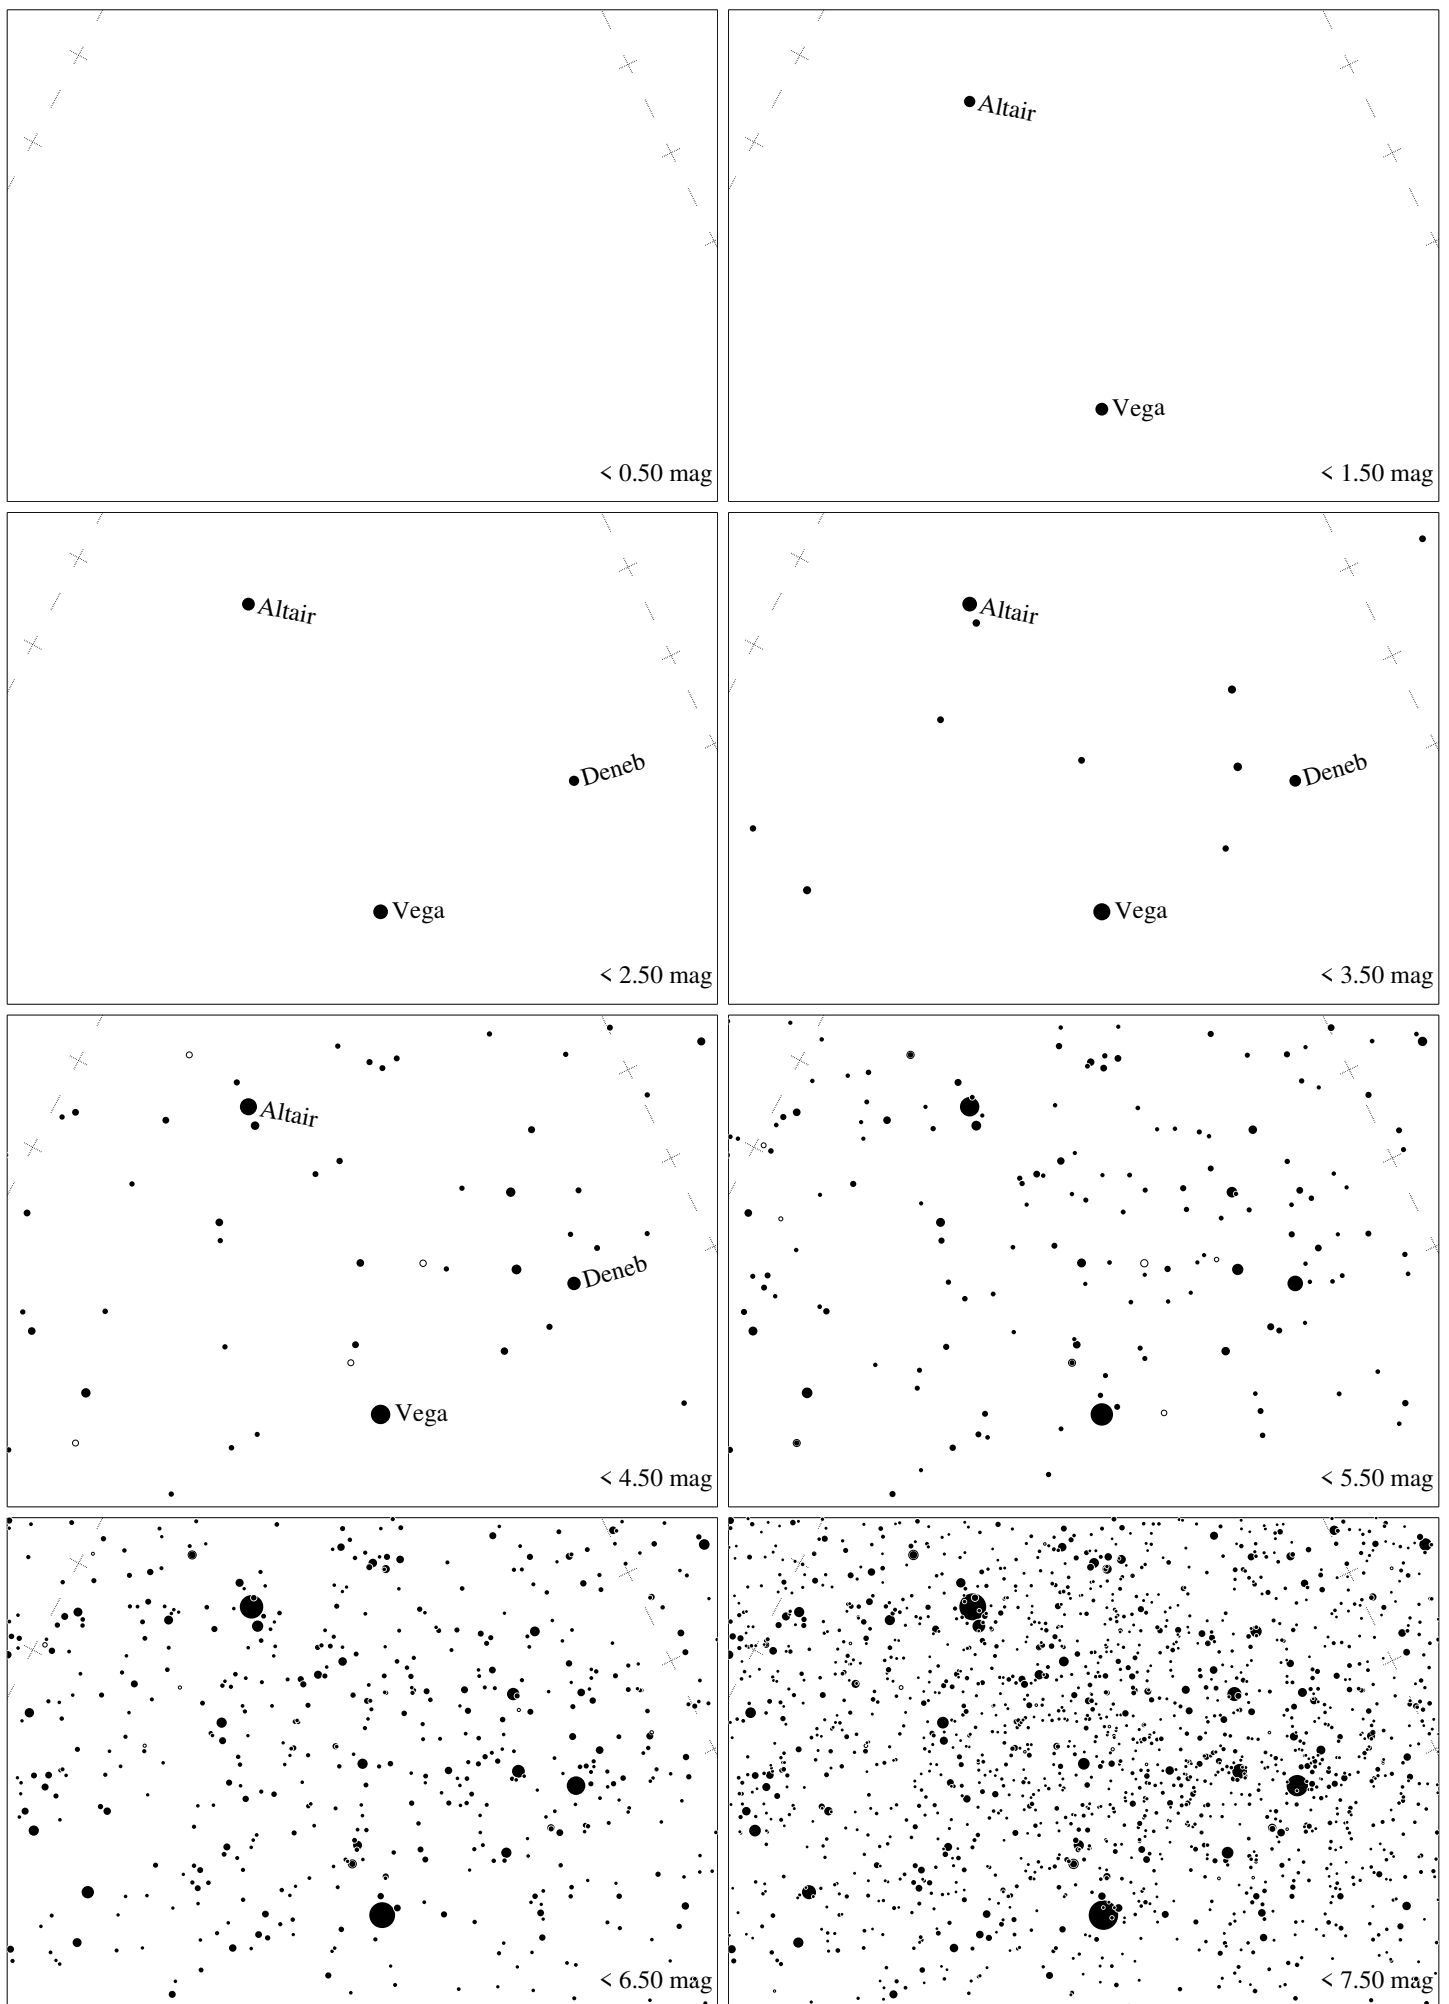 < 0.50 mag
Altair
Vega
< 1.50 mag
Altair
Deneb
Vega
< 2.50 mag
Altair
Deneb
Vega
< 3.50 mag
Altair
Deneb
Vega
< 4.50 mag
< 5.50 mag
< 6.50 mag
< 7.50 mag